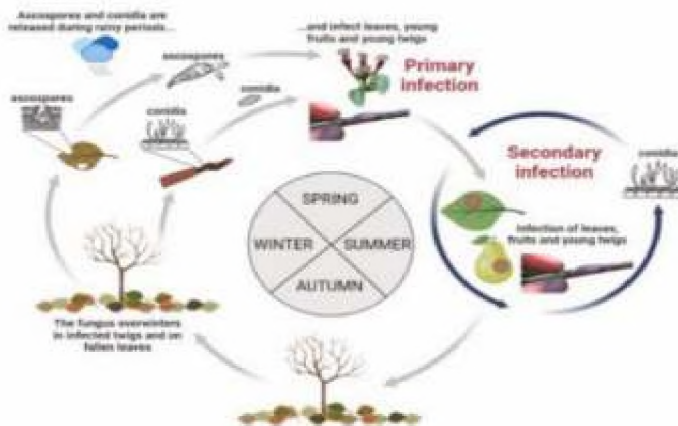 Ascospores and conidia are
released during rainy periods...
ascospores
...and infect leaves, young
fruits and young twigs
Primary
infection
ascospores
conidia
conidia
Secondary
infection
conidia
Infection of leaves,
fruits and young twigs
SPRING
WINTER
SUMMER
AUTUMN
The fungus overwinters
in infected twigs and on
fallen leaves